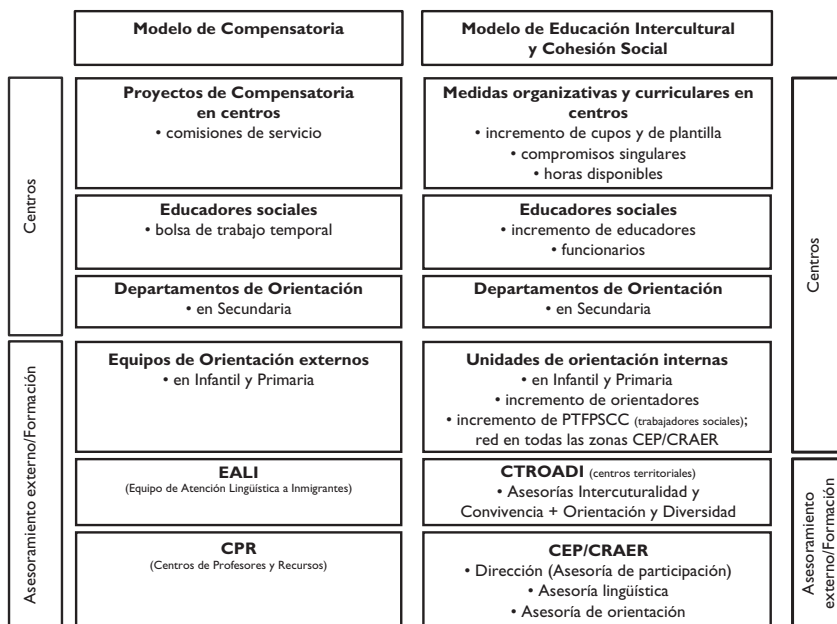 Modelo de Compensatoria
Modelo de Educación Intercultural
y Cohesión Social
Centros
Proyectos de Compensatoria
en centros
• comisiones de servicio
Medidas organizativas y curriculares en
centros
• incremento de cupos y de plantilla
• compromisos singulares
• horas disponibles
Centros
Educadores sociales
• bolsa de trabajo temporal
Educadores sociales
• incremento de educadores
• funcionarios
Departamentos de Orientación
• en Secundaria
Departamentos de Orientación
• en Secundaria
Asesoramiento externo/Formación
Equipos de Orientación externos
• en Infantil y Primaria
Unidades de orientación internas
• en Infantil y Primaria
• incremento de orientadores
• incremento de PTFPSCC (trabajadores sociales);
red en todas las zonas CEP/CRAER
EALI
(Equipo de Atención Lingüística a Inmigrantes)
CTROADI (centros territoriales)
• Asesorías Intercuturalidad y
Convivencia + Orientación y Diversidad
Asesoramiento
externo/Formación
CPR
(Centros de Profesores y Recursos)
CEP/CRAER
• Dirección (Asesoría de participación)
• Asesoría lingüística
• Asesoría de orientación